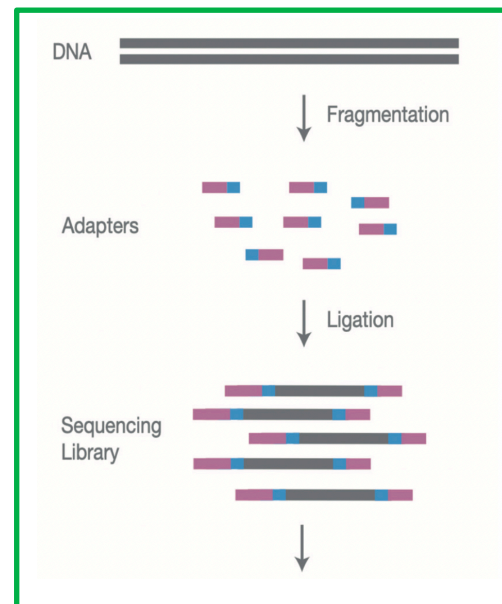 DNA
Fragmentation
Adapters
Ligation
Sequencing
Library